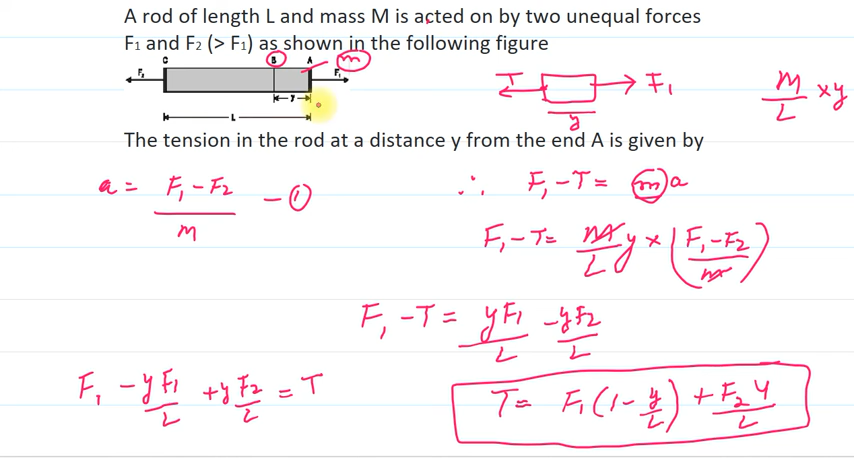 A rod of length L and mass M is acted on by two unequal forces
F₁ and F₂ (> F₁) as shown in the following figure
C B A m
F₂ F₁
y
L
T F₁
y
M/L × y
The tension in the rod at a distance y from the end A is given by
a = (F₁ - F₂)/M - ①
∴ F₁ - T = m a
F₁ - T = M/L y × ((F₁ - F₂)/M)
F₁ - T = yF₁/L - yF₂/L
F₁ - yF₁/L + yF₂/L = T
T = F₁ (1 - y/L) + F₂ y/L